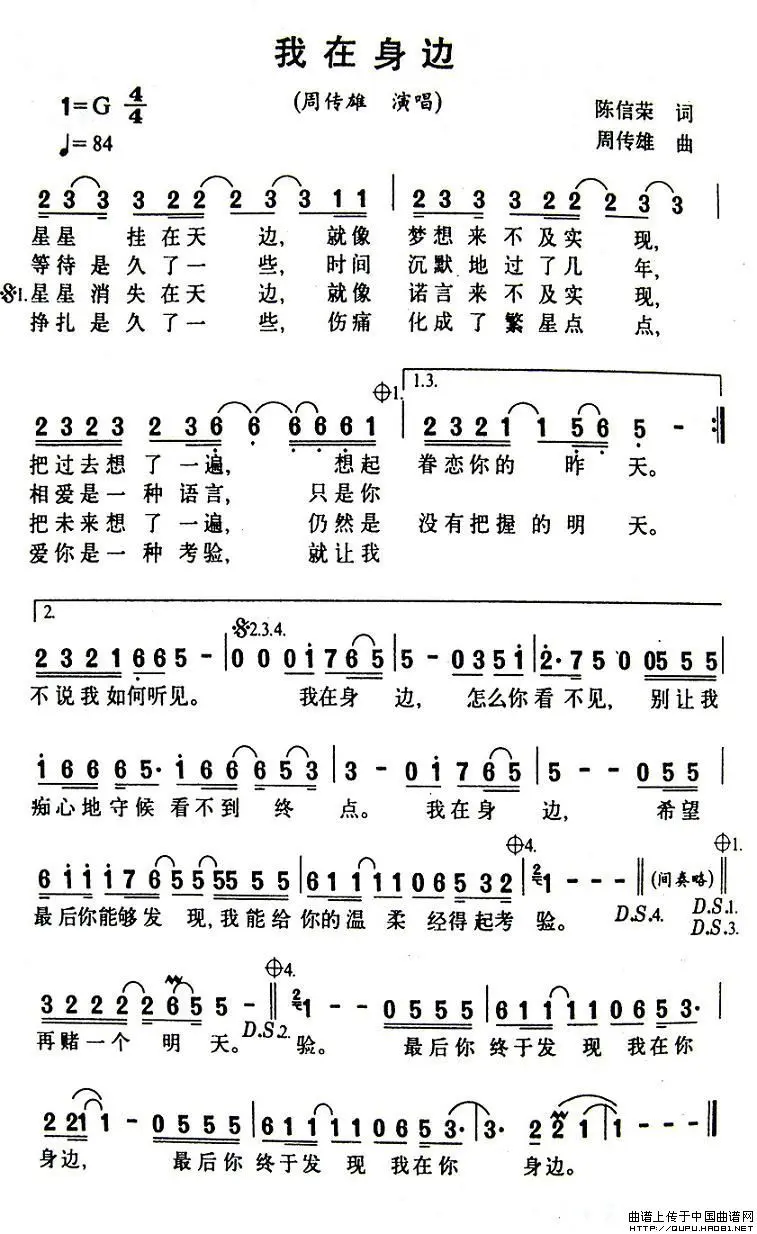 我在身边
(周传雄 演唱)
1=G 4/4
♩=84
陈信荣 词
周传雄 曲
2 3 3 3 2 2 2 3 3 1 1 | 2 3 3 3 2 2 2 3 3 |
星星 挂在天 边, 就像 梦想来不及实 现,
等待是久了一 些, 时间 沉默地过了几 年,
𝄋1.星星消失在天 边, 就像 诺言来不及实 现,
挣扎是久了一 些, 伤痛 化成了繁星点 点,
𝄌1. 1.3.
2 3 2 3 2 3 6 6 6 6 6 1 | 2 3 2 1 1 5 6 5 - :‖
把过去想了一遍, 想起 眷恋你的 昨 天。
相爱是一种语言, 只是你
把未来想了一遍, 仍然是 没有把握的明天。
爱你是一种考验, 就让我
2. 𝄋2.3.4.
2 3 2 1 6 6 5 - | 0 0 0 1 7 6 5 | 5 - 0 3 5 1 | 2· 7 5 0 0 5 5 5 |
不说我如何听见。 我在身 边, 怎么你看不见, 别让我
1 6 6 6 5· 1 6 6 6 5 3 | 3 - 0 1 7 6 5 | 5 - 0 5 5 |
痴心地守候 看不到 终 点。 我在身 边, 希望
𝄌4. 𝄌1.
6 1 1 1 7 6 5 5 5 5 5 5 | 6 1 1 1 1 0 6 5 3 2 | 2 1 - - - ‖ (间奏略) ‖
最后你能够发 现,我能给你的温 柔 经得起考 验。 D.S.4. D.S.1.
D.S.3.
𝄌4.
3 2 2 2 2 2 6 5 5 - ‖ 2 1 - - 0 5 5 5 | 6 1 1 1 1 0 6 5 3· |
再赌一个 明 天。D.S.2. 验。 最后你 终于发 现 我在你
2 2 1 1 - 0 5 5 5 | 6 1 1 1 1 0 6 5 3· | 3· 2 2 1 | 1 - - - ‖
身边, 最后你 终于发 现 我在你 身边。
曲谱上传于中国曲谱网
http://QUPU.HAO81.NET